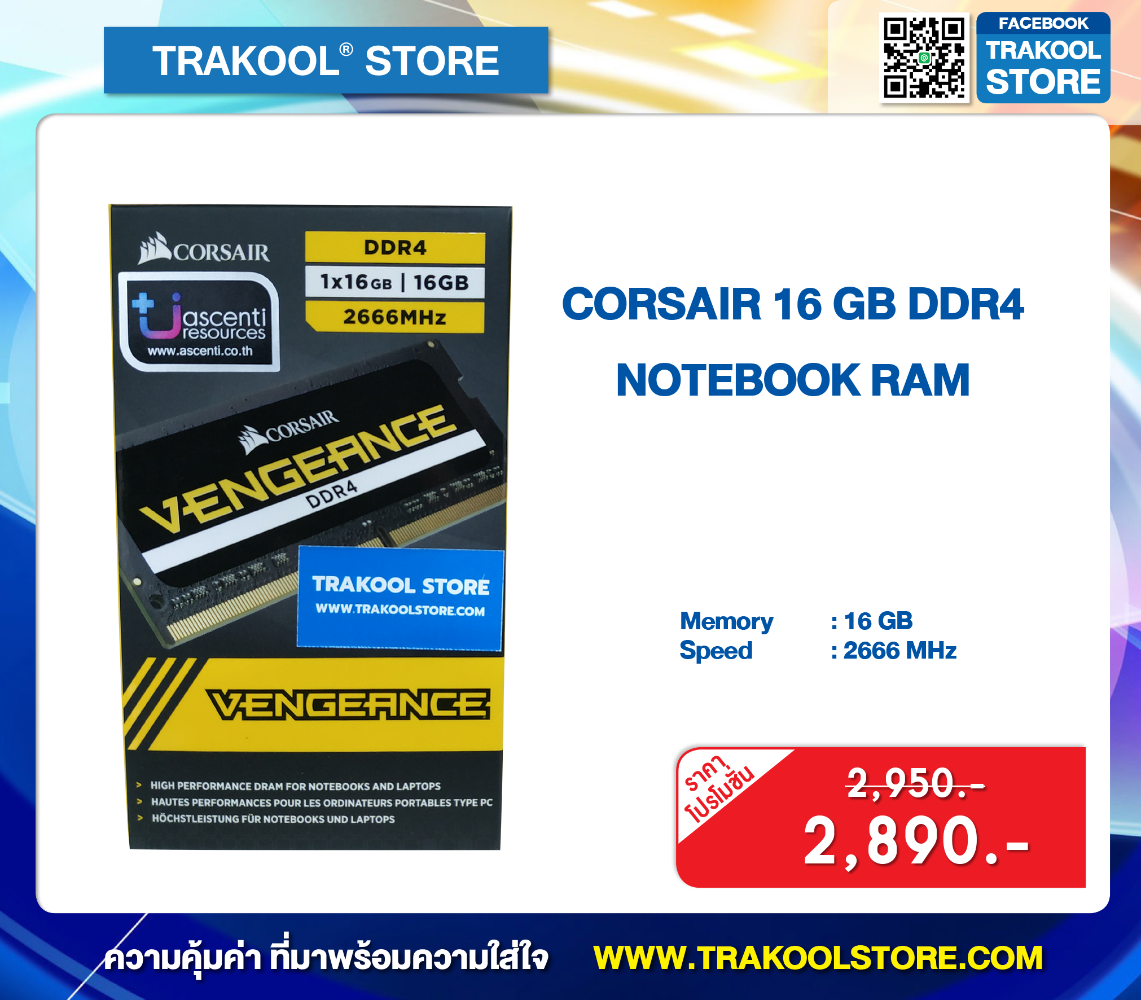 TRAKOOL® STORE
FACEBOOK
TRAKOOL
STORE
CORSAIR
DDR4
1x16GB | 16GB
2666MHz
ascenti
resources
www.ascenti.co.th
CORSAIR
VENGEANCE
DDR4
TRAKOOL STORE
WWW.TRAKOOLSTORE.COM
VENGEANCE
> HIGH PERFORMANCE DRAM FOR NOTEBOOKS AND LAPTOPS
> HAUTES PERFORMANCES POUR LES ORDINATEURS PORTABLES TYPE PC
> HÖCHSTLEISTUNG FÜR NOTEBOOKS UND LAPTOPS
CORSAIR 16 GB DDR4
NOTEBOOK RAM
Memory : 16 GB
Speed : 2666 MHz
ราคา
โปรโมชั่น
2,950.-
2,890.-
ความคุ้มค่า ที่มาพร้อมความใส่ใจ WWW.TRAKOOLSTORE.COM